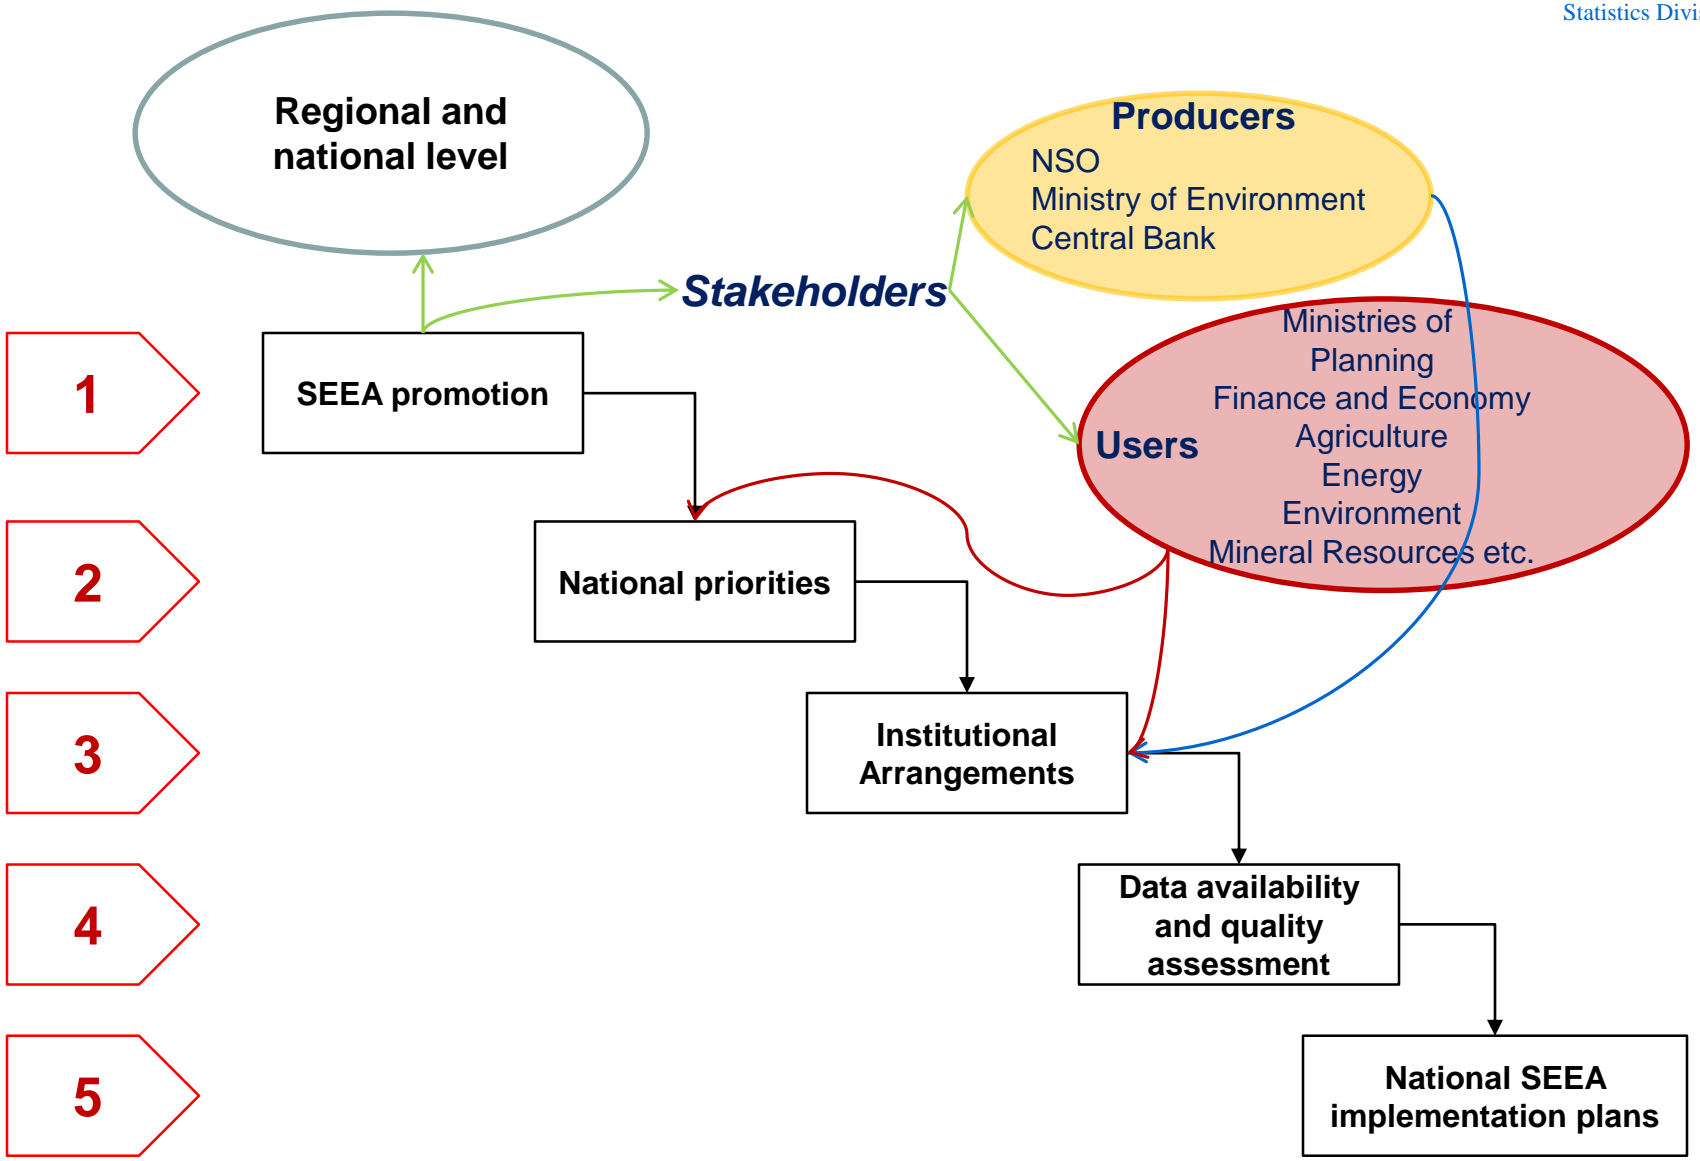 Statistics
Regional and
national level
Producers
NSO
Ministry of Environment
Central Bank
Stakeholders
Users
Ministries of
Planning
Finance and Economy
Agriculture
Energy
Environment
Mineral Resources etc.
1
SEEA promotion
2
National priorities
3
Institutional
Arrangements
4
Data availability
and quality
assessment
5
National SEEA
implementation plans